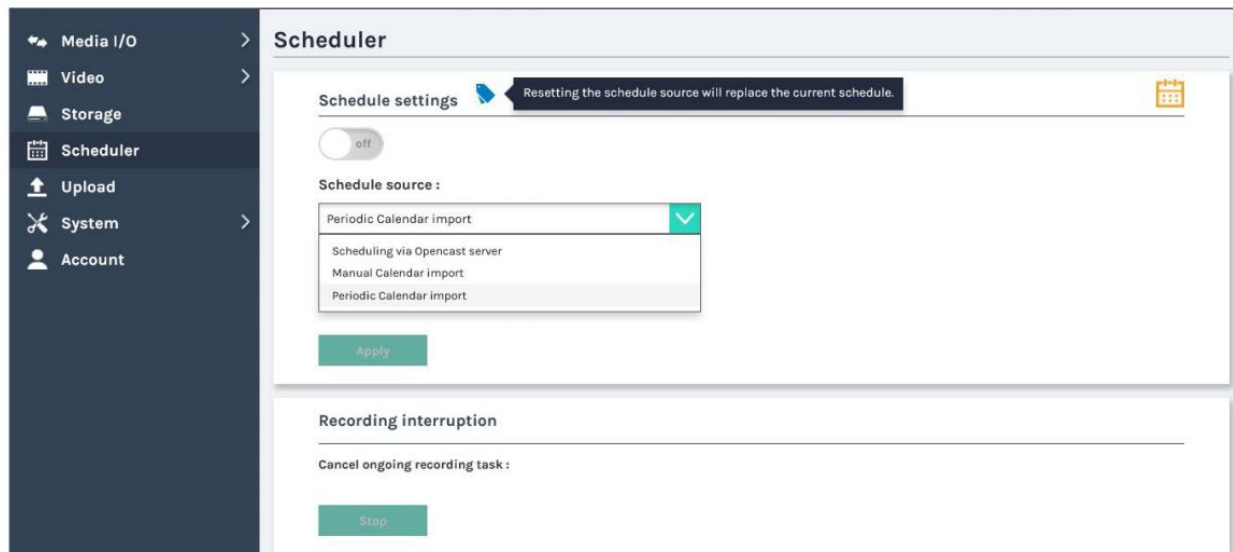 Media I/O
Video
Storage
Scheduler
Upload
System
Account
Scheduler
Schedule settings
Resetting the schedule source will replace the current schedule.
off
Schedule source :
Periodic Calendar import
Scheduling via Opencast server
Manual Calendar import
Periodic Calendar import
Apply
Recording interruption
Cancel ongoing recording task :
Stop